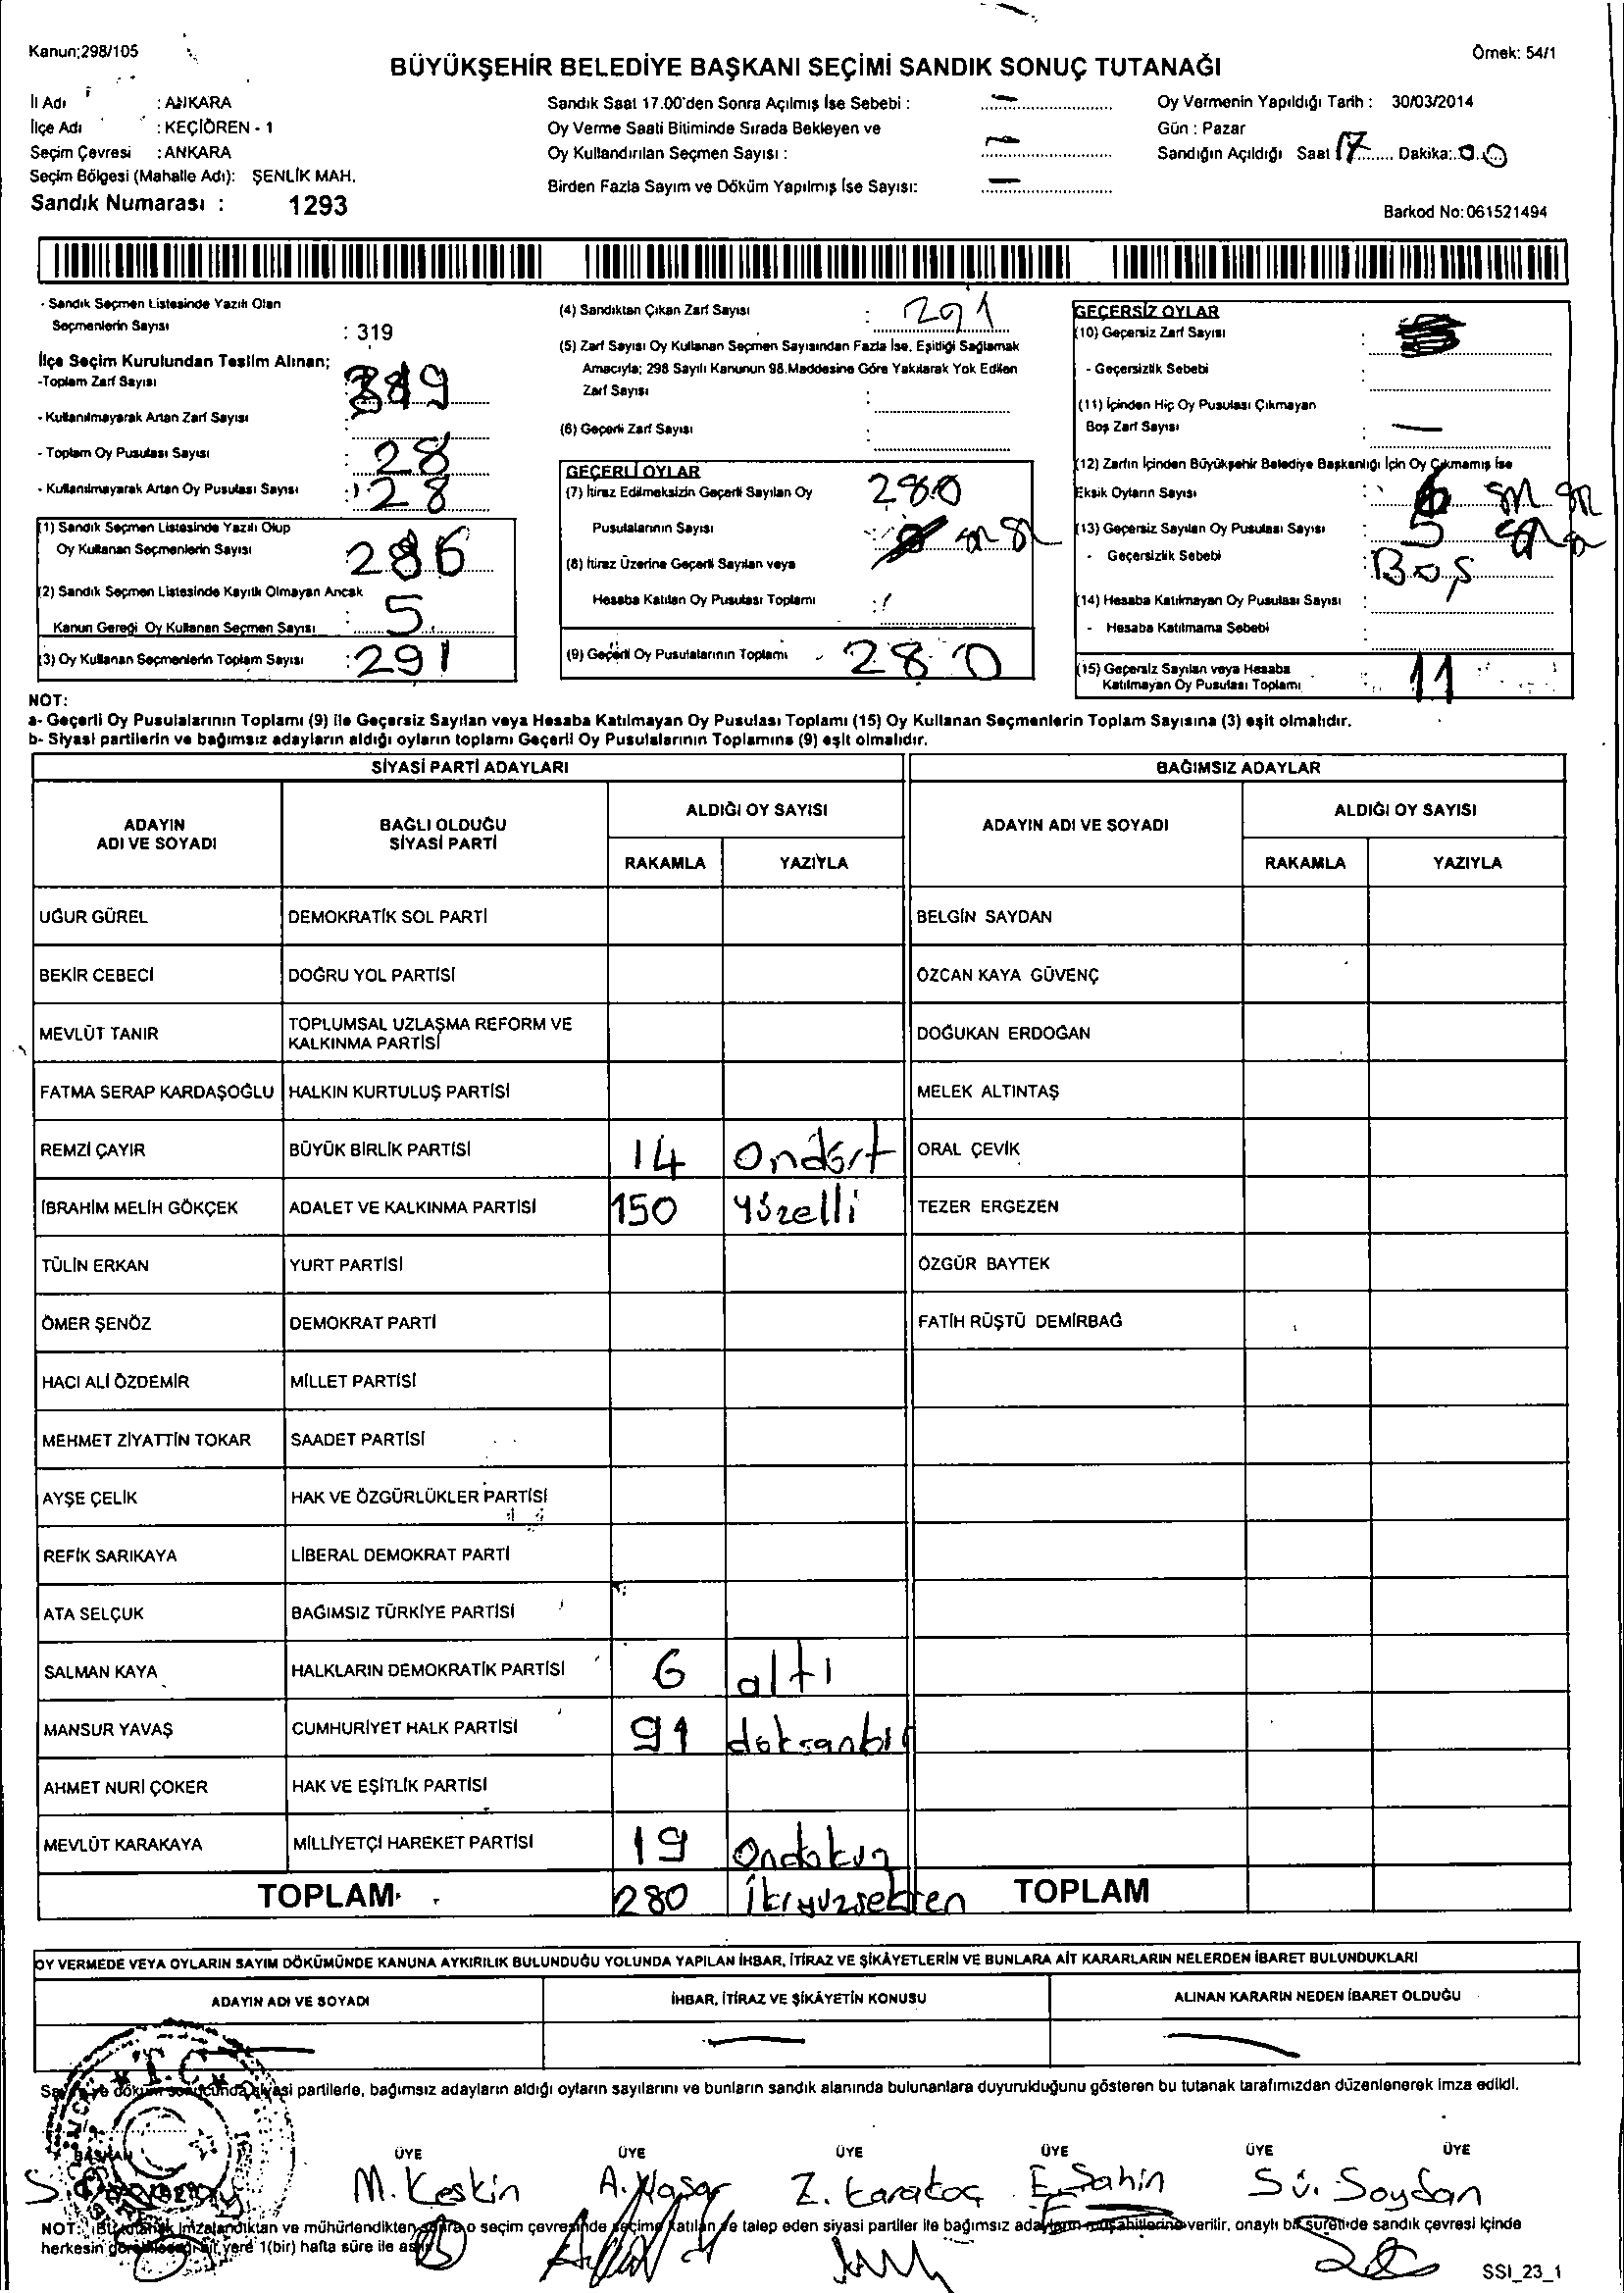 Kanun;298/105
Örnek: 54/1
BÜYÜKŞEHİR BELEDİYE BAŞKANI SEÇİMİ SANDIK SONUÇ TUTANAĞI
İl Adı : ANKARA
İlçe Adı : KEÇİÖREN - 1
Seçim Çevresi : ANKARA
Seçim Bölgesi (Mahalle Adı): ŞENLİK MAH.
Sandık Numarası : 1293
Sandık Saat 17.00'den Sonra Açılmış İse Sebebi : —
Oy Verme Saati Bitiminde Sırada Bekleyen ve
Oy Kullandırılan Seçmen Sayısı : —
Birden Fazla Sayım ve Döküm Yapılmış İse Sayısı: —
Oy Vermenin Yapıldığı Tarih : 30/03/2014
Gün : Pazar
Sandığın Açıldığı Saat 17 Dakika: 00
Barkod No:061521494
- Sandık Seçmen Listesinde Yazılı Olan
Seçmenlerin Sayısı : 319
İlçe Seçim Kurulundan Teslim Alınan;
-Toplam Zarf Sayısı
- Kullanılmayarak Artan Zarf Sayısı :
- Toplam Oy Pusulası Sayısı : 28
- Kullanılmayarak Artan Oy Pusulası Sayısı : 28
(1) Sandık Seçmen Listesinde Yazılı Olup
Oy Kullanan Seçmenlerin Sayısı 286
(2) Sandık Seçmen Listesinde Kayıtlı Olmayan Ancak
Kanun Gereği Oy Kullanan Seçmen Sayısı : 5
(3) Oy Kullanan Seçmenlerin Toplam Sayısı : 291
(4) Sandıktan Çıkan Zarf Sayısı : 291
(5) Zarf Sayısı Oy Kullanan Seçmen Sayısından Fazla İse, Eşitliği Sağlamak
Amacıyla; 298 Sayılı Kanunun 98.Maddesine Göre Yakılarak Yok Edilen
Zarf Sayısı :
(6) Geçerli Zarf Sayısı :
GEÇERLİ OYLAR
(7) İtiraz Edilmeksizin Geçerli Sayılan Oy 280
Pusulalarının Sayısı :
(8) İtiraz Üzerine Geçerli Sayılan veya
Hesaba Katılan Oy Pusulası Toplamı :
(9) Geçerli Oy Pusulalarının Toplamı 280
GEÇERSİZ OYLAR
(10) Geçersiz Zarf Sayısı :
- Geçersizlik Sebebi :
(11) İçinden Hiç Oy Pusulası Çıkmayan
Boş Zarf Sayısı : —
(12) Zarfın İçinden Büyükşehir Belediye Başkanlığı İçin Oy Çıkmamış İse
Eksik Oyların Sayısı : 6
(13) Geçersiz Sayılan Oy Pusulası Sayısı : 5
- Geçersizlik Sebebi : Boş
(14) Hesaba Katılmayan Oy Pusulası Sayısı :
- Hesaba Katılmama Sebebi :
(15) Geçersiz Sayılan veya Hesaba
Katılmayan Oy Pusulası Toplamı : 11
NOT:
a- Geçerli Oy Pusulalarının Toplamı (9) ile Geçersiz Sayılan veya Hesaba Katılmayan Oy Pusulası Toplamı (15) Oy Kullanan Seçmenlerin Toplam Sayısına (3) eşit olmalıdır.
b- Siyasi partilerin ve bağımsız adayların aldığı oyların toplamı Geçerli Oy Pusulalarının Toplamına (9) eşit olmalıdır.
SİYASİ PARTİ ADAYLARI BAĞIMSIZ ADAYLAR
ADAYIN ADI VE SOYADI BAĞLI OLDUĞU SİYASİ PARTİ ALDIĞI OY SAYISI ADAYIN ADI VE SOYADI ALDIĞI OY SAYISI
RAKAMLA YAZIYLA RAKAMLA YAZIYLA
UĞUR GÜREL DEMOKRATİK SOL PARTİ BELGİN SAYDAN
BEKİR CEBECİ DOĞRU YOL PARTİSİ ÖZCAN KAYA GÜVENÇ
MEVLÜT TANIR TOPLUMSAL UZLAŞMA REFORM VE KALKINMA PARTİSİ DOĞUKAN ERDOĞAN
FATMA SERAP KARDAŞOĞLU HALKIN KURTULUŞ PARTİSİ MELEK ALTINTAŞ
REMZİ ÇAYIR BÜYÜK BİRLİK PARTİSİ 14 ondört ORAL ÇEVİK
İBRAHİM MELİH GÖKÇEK ADALET VE KALKINMA PARTİSİ 150 yüzelli TEZER ERGEZEN
TÜLİN ERKAN YURT PARTİSİ ÖZGÜR BAYTEK
ÖMER ŞENÖZ DEMOKRAT PARTİ FATİH RÜŞTÜ DEMİRBAĞ
HACI ALİ ÖZDEMİR MİLLET PARTİSİ
MEHMET ZİYATTİN TOKAR SAADET PARTİSİ
AYŞE ÇELİK HAK VE ÖZGÜRLÜKLER PARTİSİ
REFİK SARIKAYA LİBERAL DEMOKRAT PARTİ
ATA SELÇUK BAĞIMSIZ TÜRKİYE PARTİSİ
SALMAN KAYA HALKLARIN DEMOKRATİK PARTİSİ 6 altı
MANSUR YAVAŞ CUMHURİYET HALK PARTİSİ 91 doksanbir
AHMET NURİ ÇOKER HAK VE EŞİTLİK PARTİSİ
MEVLÜT KARAKAYA MİLLİYETÇİ HAREKET PARTİSİ 19 Ondokuz
TOPLAM 280 İkiyüzseksen TOPLAM
OY VERMEDE VEYA OYLARIN SAYIM DÖKÜMÜNDE KANUNA AYKIRILIK BULUNDUĞU YOLUNDA YAPILAN İHBAR, İTİRAZ VE ŞİKÂYETLERİN VE BUNLARA AİT KARARLARIN NELERDEN İBARET BULUNDUKLARI
ADAYIN ADI VE SOYADI İHBAR, İTİRAZ VE ŞİKÂYETİN KONUSU ALINAN KARARIN NEDEN İBARET OLDUĞU
T.C.
Sayım ve döküm sonucunda siyasi partilerle, bağımsız adayların aldığı oyların sayılarını ve bunların sandık alanında bulunanlara duyurulduğunu gösteren bu tutanak tarafımızdan düzenlenerek imza edildi.
BAŞKAN ÜYE ÜYE ÜYE ÜYE ÜYE ÜYE
M. Keskin A. Yaşar Z. Karakoç E. Şahin Sü. Soydan
NOT: Bu tutanak imzalandıktan ve mühürlendikten sonra o seçim çevresinde seçime katılan ve talep eden siyasi partiler ile bağımsız adayların müşahitlerine verilir, onaylı bir suretide sandık çevresi içinde
herkesin görebileceği bir yere 1(bir) hafta süre ile asılır.
SSI_23_1